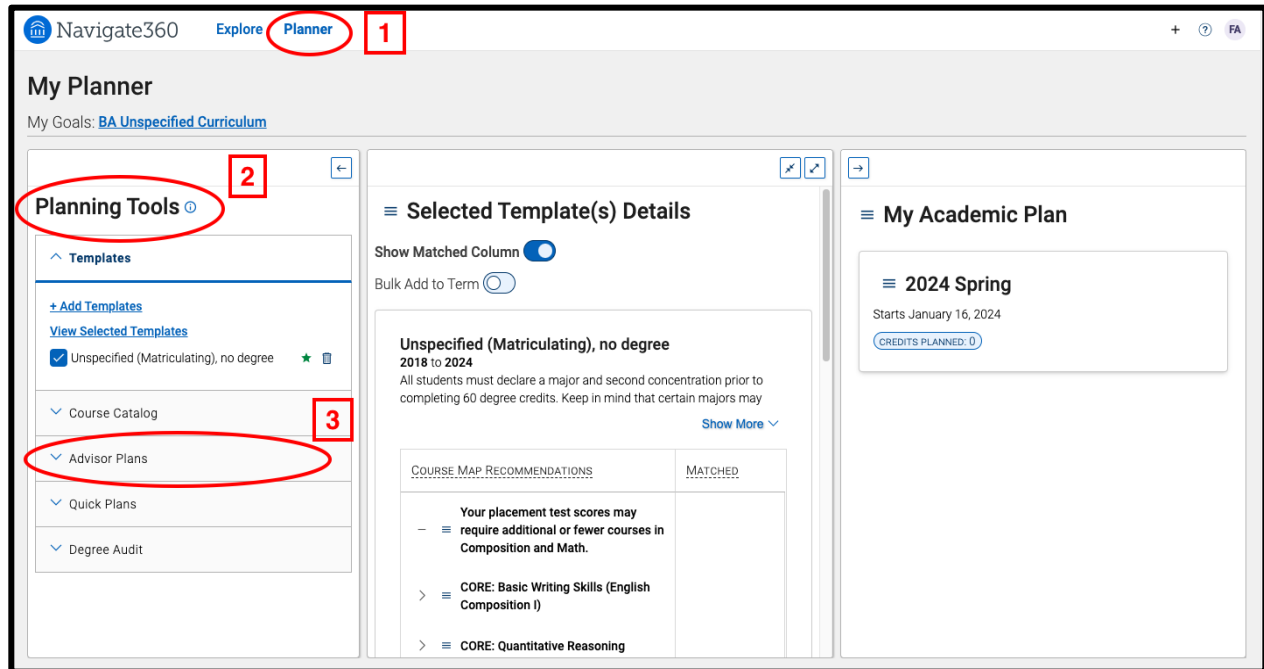 Navigate360
Explore
Planner
1
+
?
FA
My Planner
My Goals: BA Unspecified Curriculum
2
Planning Tools
Templates
+ Add Templates
View Selected Templates
Unspecified (Matriculating), no degree
Course Catalog
3
Advisor Plans
Quick Plans
Degree Audit
Selected Template(s) Details
Show Matched Column
Bulk Add to Term
Unspecified (Matriculating), no degree
2018 to 2024
All students must declare a major and second concentration prior to
completing 60 degree credits. Keep in mind that certain majors may
Show More
COURSE MAP RECOMMENDATIONS
MATCHED
Your placement test scores may
require additional or fewer courses in
Composition and Math.
CORE: Basic Writing Skills (English
Composition I)
CORE: Quantitative Reasoning
My Academic Plan
2024 Spring
Starts January 16, 2024
CREDITS PLANNED: 0